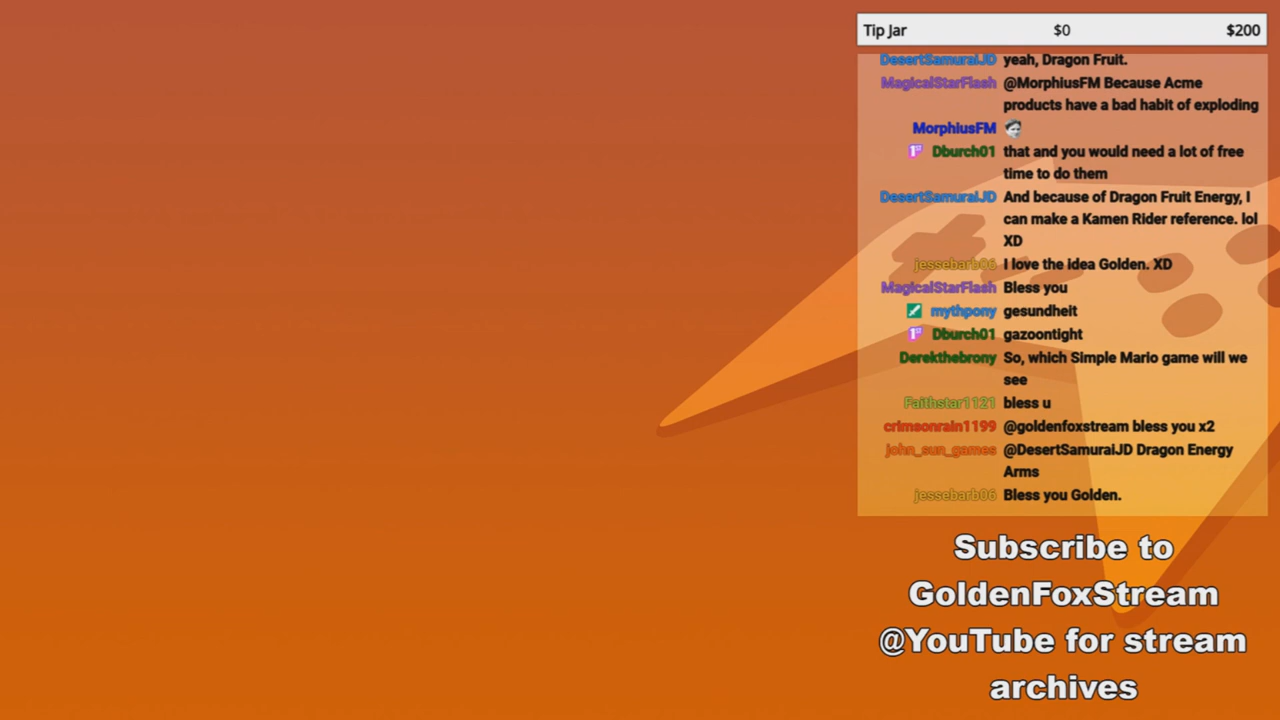 Tip Jar $0 $200
DesertSamuraiJD yeah, Dragon Fruit.
MagicalStarFlash @MorphiusFM Because Acme
products have a bad habit of exploding
MorphiusFM
Dburch01 that and you would need a lot of free
time to do them
DesertSamuraiJD And because of Dragon Fruit Energy, I
can make a Kamen Rider reference. lol
XD
jessebarb06 I love the idea Golden. XD
MagicalStarFlash Bless you
mythpony gesundheit
Dburch01 gazoontight
Derekthebrony So, which Simple Mario game will we
see
Faithstar1121 bless u
crimsonrain1199 @goldenfoxstream bless you x2
john_sun_games @DesertSamuraiJD Dragon Energy
Arms
jessebarb06 Bless you Golden.
Subscribe to
GoldenFoxStream
@YouTube for stream
archives